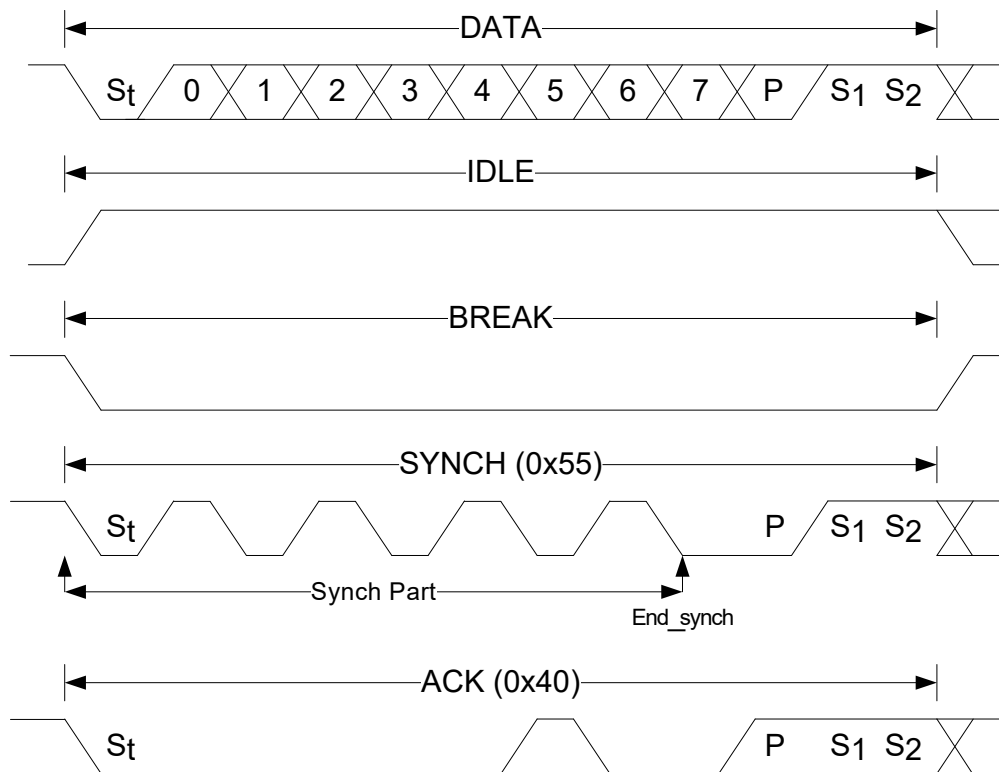 DATA
St 0 1 2 3 4 5 6 7 P S1 S2
IDLE
BREAK
SYNCH (0x55)
St P S1 S2
Synch Part
End_synch
ACK (0x40)
St P S1 S2